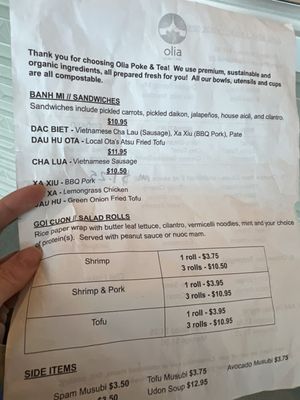 olia
Thank you for choosing Olia Poke & Tea! We use premium, sustainable and
organic ingredients, all prepared fresh for you! All our bowls, utensils and cups
are all compostable.
BANH MI // SANDWICHES
Sandwiches include pickled carrots, pickled daikon, jalapeños, house aioli, and cilantro.
$10.95
DAC BIET - Vietnamese Cha Lau (Sausage), Xa Xiu (BBQ Pork), Pate
DAU HU OTA - Local Ota's Atsu Fried Tofu
$11.95
CHA LUA - Vietnamese Sausage
$10.50
XA XIU - BBQ Pork
XA - Lemongrass Chicken
DAU HU - Green Onion Fried Tofu
GOI CUON // SALAD ROLLS
Rice paper wrap with butter leaf lettuce, cilantro, vermicelli noodles, mint and your choice
of protein(s). Served with peanut sauce or nuoc mam.
Shrimp
1 roll - $3.75
3 rolls - $10.50
Shrimp & Pork
1 roll - $3.95
3 rolls - $10.95
Tofu
1 roll - $3.95
3 rolls - $10.95
SIDE ITEMS
Spam Musubi $3.50
Tofu Musubi $3.75
Avocado Musubi $3.75
$3.50
Udon Soup $12.95